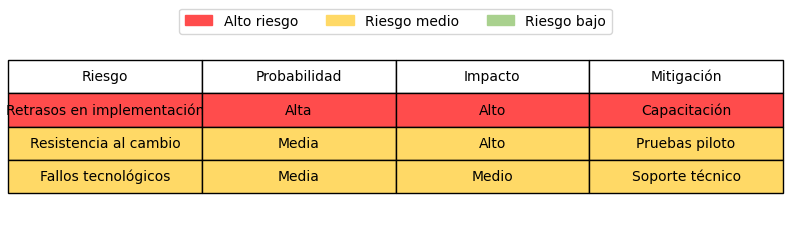 Alto riesgo Riesgo medio Riesgo bajo
Riesgo Probabilidad Impacto Mitigación
Retrasos en implementación Alta Alto Capacitación
Resistencia al cambio Media Alto Pruebas piloto
Fallos tecnológicos Media Medio Soporte técnico